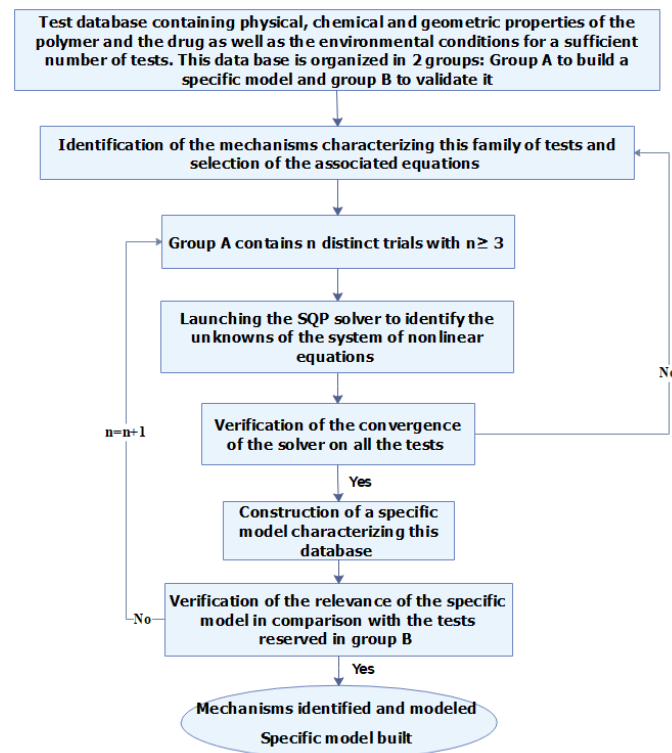 Test database containing physical, chemical and geometric properties of the
polymer and the drug as well as the environmental conditions for a sufficient
number of tests. This data base is organized in 2 groups: Group A to build a
specific model and group B to validate it
Identification of the mechanisms characterizing this family of tests and
selection of the associated equations
Group A contains n distinct trials with n≥ 3
Launching the SQP solver to identify the
unknowns of the system of nonlinear
equations
No
n=n+1
Verification of the convergence
of the solver on all the tests
Yes
Construction of a specific
model characterizing this
database
Verification of the relevance of the specific
model in comparison with the tests
reserved in group B
No
Yes
Mechanisms identified and modeled
Specific model built